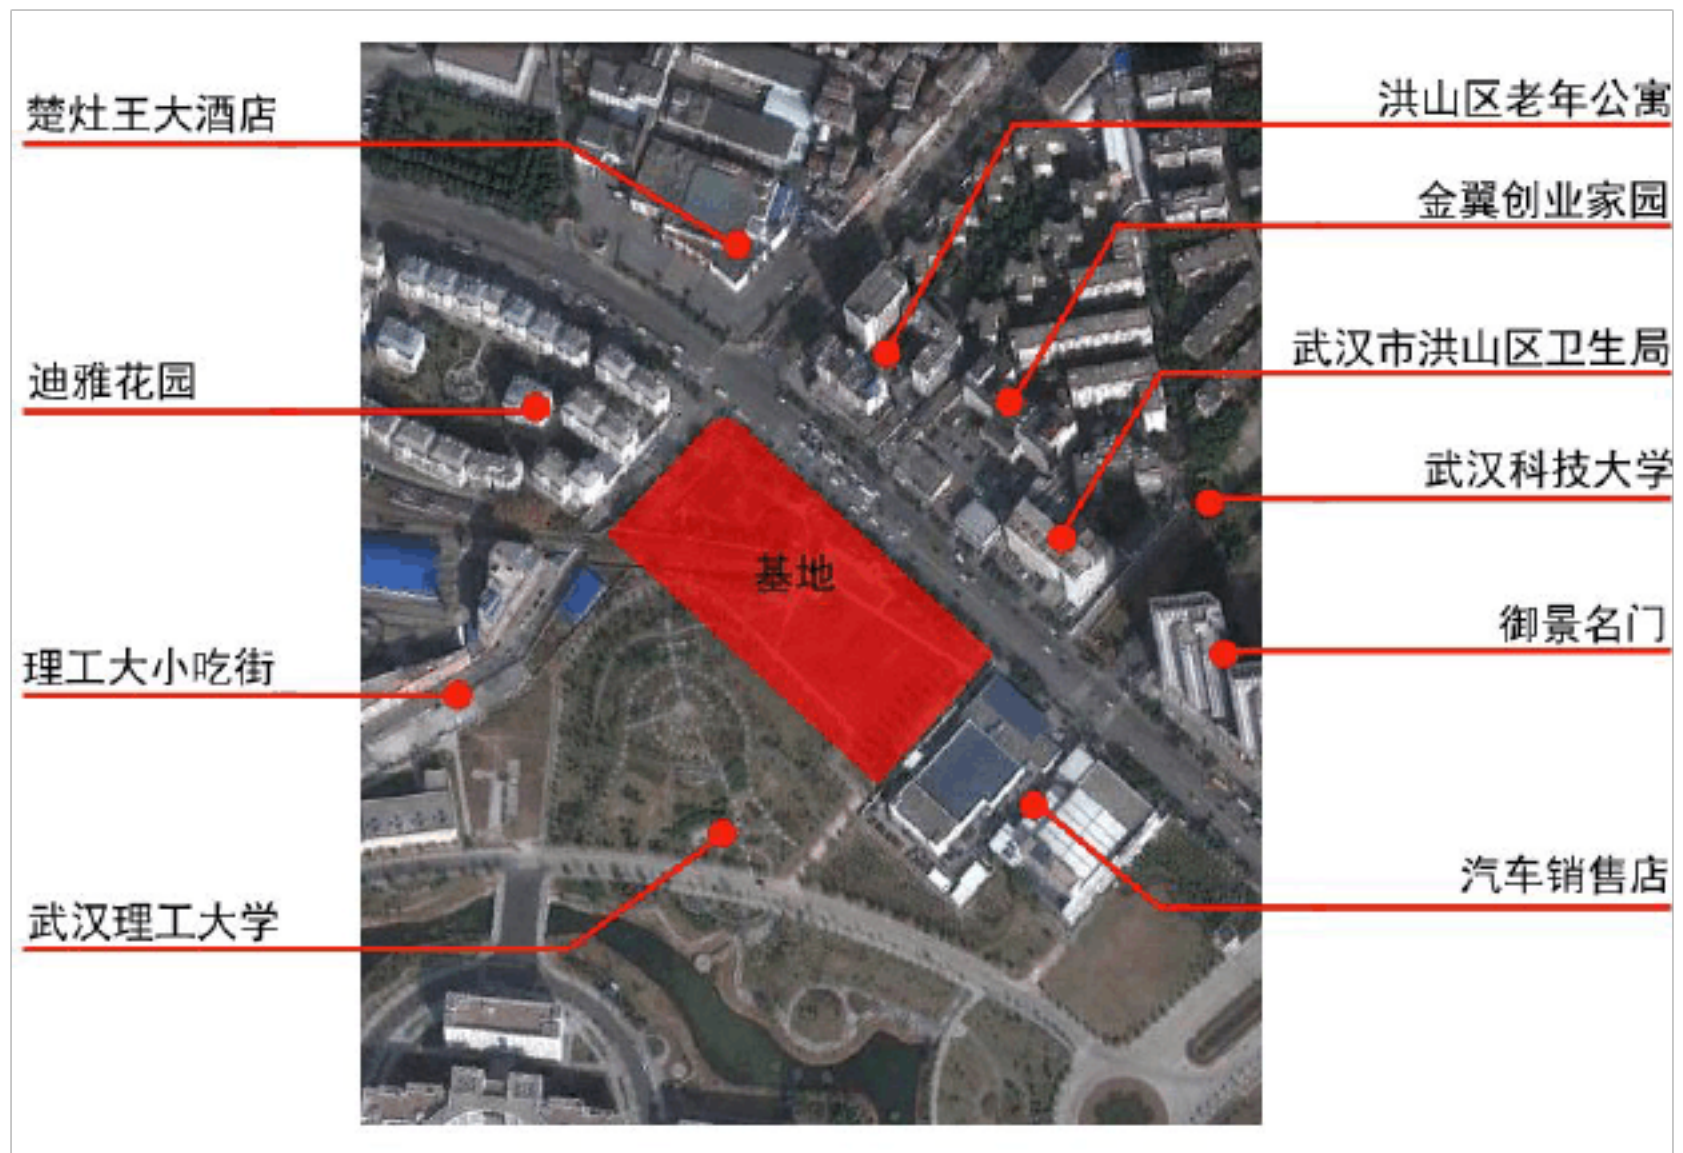 楚灶王大酒店
迪雅花园
理工大小吃街
武汉理工大学
基地
洪山区老年公寓
金翼创业家园
武汉市洪山区卫生局
武汉科技大学
御景名门
汽车销售店